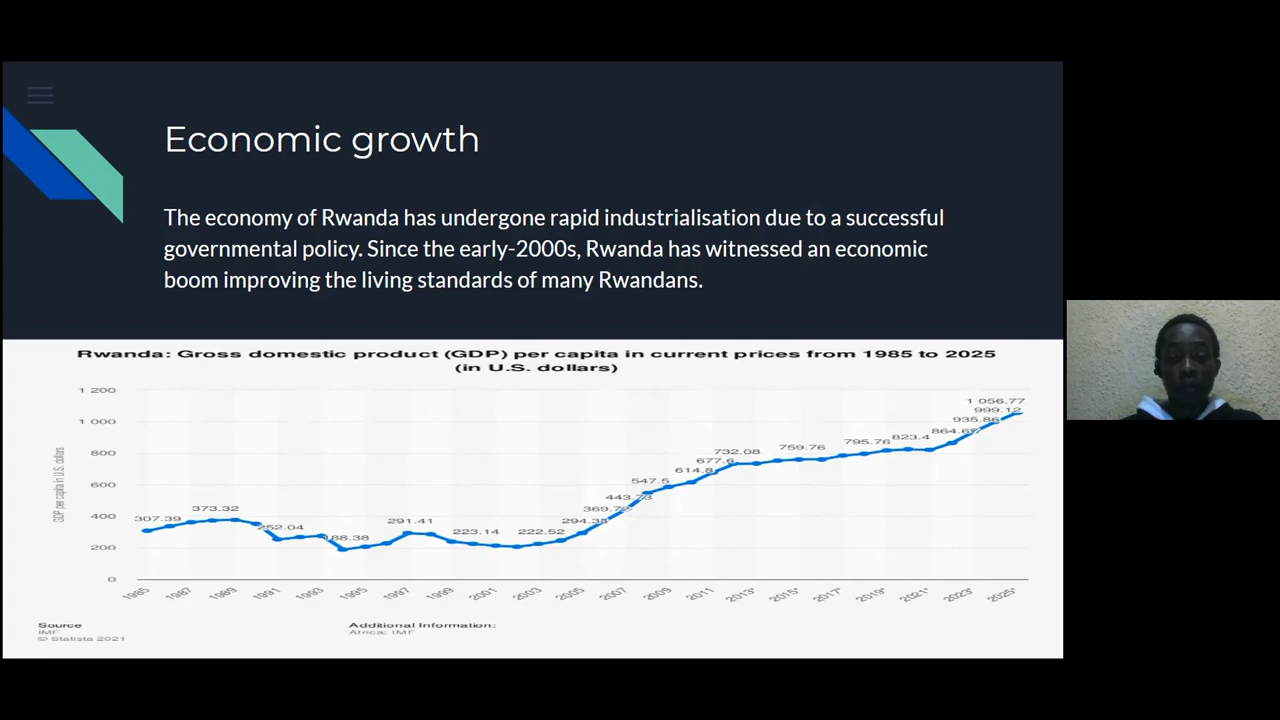 Economic growth
The economy of Rwanda has undergone rapid industrialisation due to a successful
governmental policy. Since the early-2000s, Rwanda has witnessed an economic
boom improving the living standards of many Rwandans.
Rwanda: Gross domestic product (GDP) per capita in current prices from 1985 to 2025
(in U.S. dollars)
GDP per capita in U.S. dollars
1 200
1 000
800
600
400
200
0
307.39
373.32
252.04
188.38
291.41
223.14
222.52
294.38
547.5
614.8
677.6
732.08
759.76
795.76
823.4
935.86
999.12
1 056.77
1985 1987 1989 1991 1993 1995 1997 1999 2001 2003 2005 2007 2009 2011 2013* 2015* 2017* 2019* 2021* 2023* 2025*
Source
IMF
© Statista 2021
Additional Information:
Africa; IMF